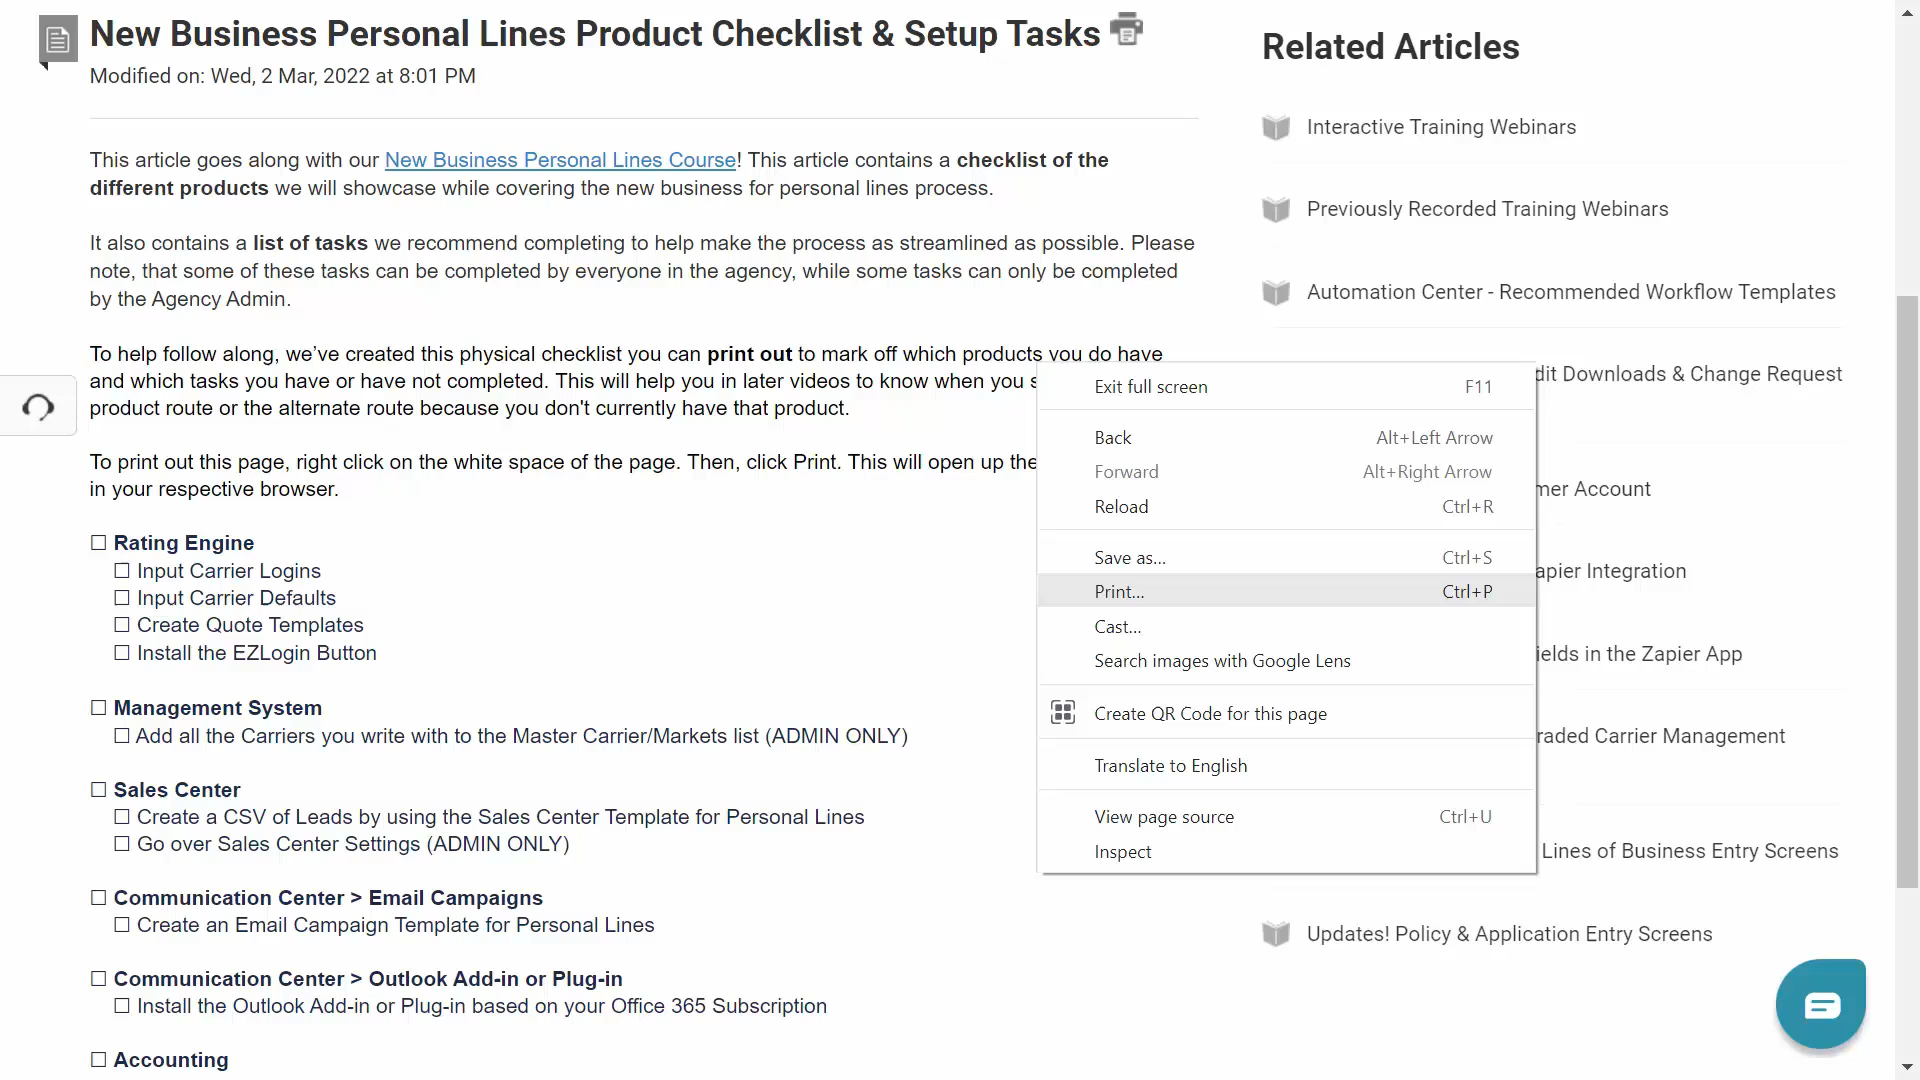 New Business Personal Lines Product Checklist & Setup Tasks
Modified on: Wed, 2 Mar, 2022 at 8:01 PM
This article goes along with our New Business Personal Lines Course! This article contains a checklist of the
different products we will showcase while covering the new business for personal lines process.
It also contains a list of tasks we recommend completing to help make the process as streamlined as possible. Please
note, that some of these tasks can be completed by everyone in the agency, while some tasks can only be completed
by the Agency Admin.
To help follow along, we’ve created this physical checklist you can print out to mark off which products you do have
and which tasks you have or have not completed. This will help you in later videos to know when you
product route or the alternate route because you don't currently have that product.
To print out this page, right click on the white space of the page. Then, click Print. This will open up the
in your respective browser.
☐ Rating Engine
☐ Input Carrier Logins
☐ Input Carrier Defaults
☐ Create Quote Templates
☐ Install the EZLogin Button
☐ Management System
☐ Add all the Carriers you write with to the Master Carrier/Markets list (ADMIN ONLY)
☐ Sales Center
☐ Create a CSV of Leads by using the Sales Center Template for Personal Lines
☐ Go over Sales Center Settings (ADMIN ONLY)
☐ Communication Center > Email Campaigns
☐ Create an Email Campaign Template for Personal Lines
☐ Communication Center > Outlook Add-in or Plug-in
☐ Install the Outlook Add-in or Plug-in based on your Office 365 Subscription
☐ Accounting
Exit full screen F11
Back Alt+Left Arrow
Forward Alt+Right Arrow
Reload Ctrl+R
Save as... Ctrl+S
Print... Ctrl+P
Cast...
Search images with Google Lens
Create QR Code for this page
Translate to English
View page source Ctrl+U
Inspect
Related Articles
Interactive Training Webinars
Previously Recorded Training Webinars
Automation Center - Recommended Workflow Templates
dit Downloads & Change Request
mer Account
apier Integration
ields in the Zapier App
raded Carrier Management
Lines of Business Entry Screens
Updates! Policy & Application Entry Screens